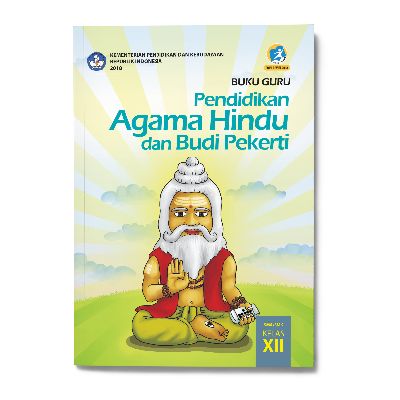 KEMENTERIAN PENDIDIKAN DAN KEBUDAYAAN
REPUBLIK INDONESIA
2018
BUKU GURU
Pendidikan
Agama Hindu
dan Budi Pekerti
KELAS
XII